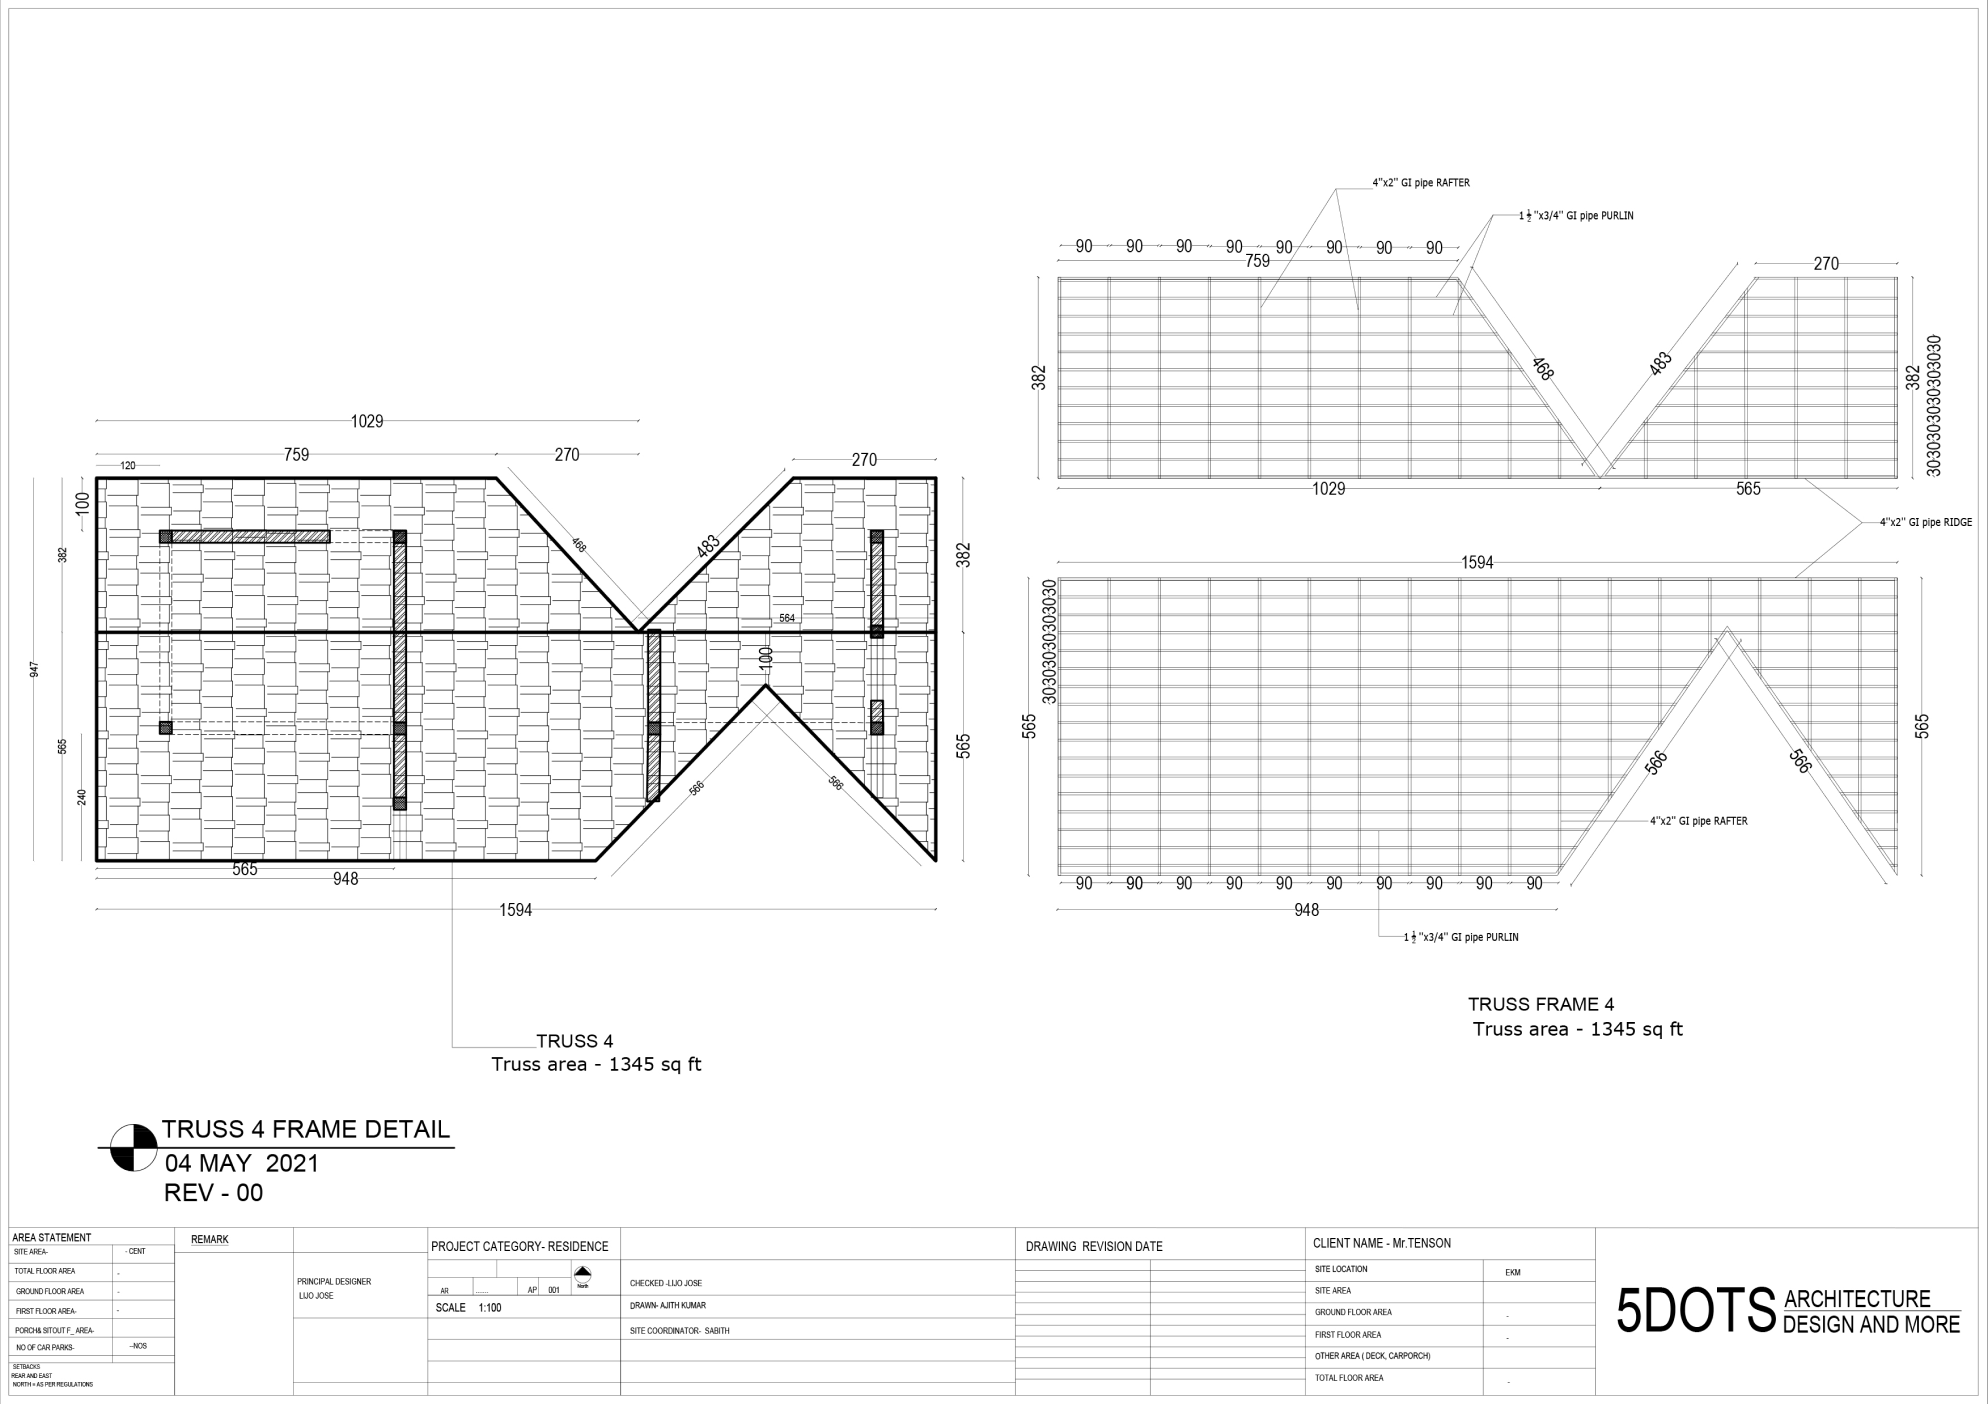 4"x2" GI pipe RAFTER
1 1/2 "x3/4" GI pipe PURLIN
90 90 90 90 90 90 90 90
759
270
382
468
483
382
30303030303030303030
1029
565
4"x2" GI pipe RIDGE
1594
30303030303030
565
566
566
565
4"x2" GI pipe RAFTER
90 90 90 90 90 90 90 90 90 90
948
1 1/2 "x3/4" GI pipe PURLIN
TRUSS FRAME 4
Truss area - 1345 sq ft
1029
759
270
270
120
100
382
468
483
382
564
947
100
565
565
240
566
566
565
948
1594
TRUSS 4
Truss area - 1345 sq ft
TRUSS 4 FRAME DETAIL
04 MAY 2021
REV - 00
AREA STATEMENT
SITE AREA- - CENT
TOTAL FLOOR AREA -
GROUND FLOOR AREA -
FIRST FLOOR AREA- -
PORCH& SITOUT F_ AREA-
NO OF CAR PARKS- --NOS
SETBACKS
REAR AND EAST
NORTH = AS PER REGULATIONS
REMARK
PRINCIPAL DESIGNER
LIJO JOSE
PROJECT CATEGORY- RESIDENCE
North
AR ....... AP 001
SCALE 1:100
CHECKED -LIJO JOSE
DRAWN- AJITH KUMAR
SITE COORDINATOR- SABITH
DRAWING REVISION DATE
CLIENT NAME - Mr.TENSON
SITE LOCATION EKM
SITE AREA
GROUND FLOOR AREA -
FIRST FLOOR AREA -
OTHER AREA ( DECK, CARPORCH)
TOTAL FLOOR AREA -
5DOTS
ARCHITECTURE
DESIGN AND MORE